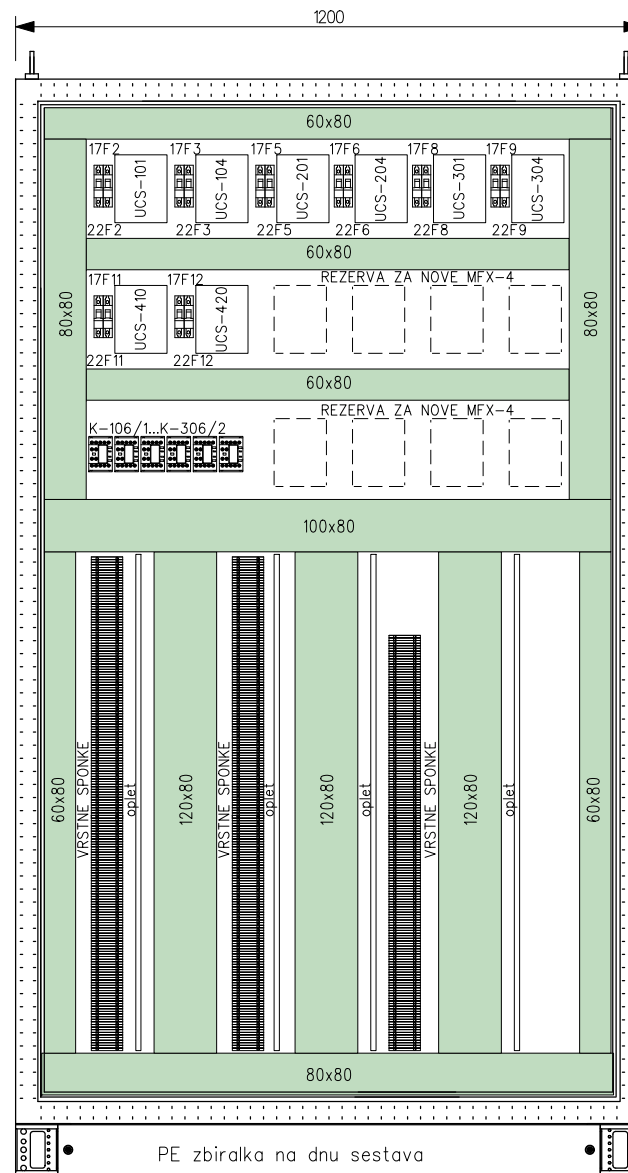 1200
60x80
17F2 17F3 17F5 17F6 17F8 17F9
UCS-101 UCS-104 UCS-201 UCS-204 UCS-301 UCS-304
22F2 22F3 22F5 22F6 22F8 22F9
60x80
80x80 80x80
17F11 17F12 REZERVA ZA NOVE MFX-4
UCS-410 UCS-420
22F11 22F12
60x80
K-106/1...K-306/2 REZERVA ZA NOVE MFX-4
100x80
60x80 VRSTNE SPONKE oplet 120x80 VRSTNE SPONKE oplet 120x80 oplet VRSTNE SPONKE 120x80 oplet 60x80
80x80
PE zbiralka na dnu sestava